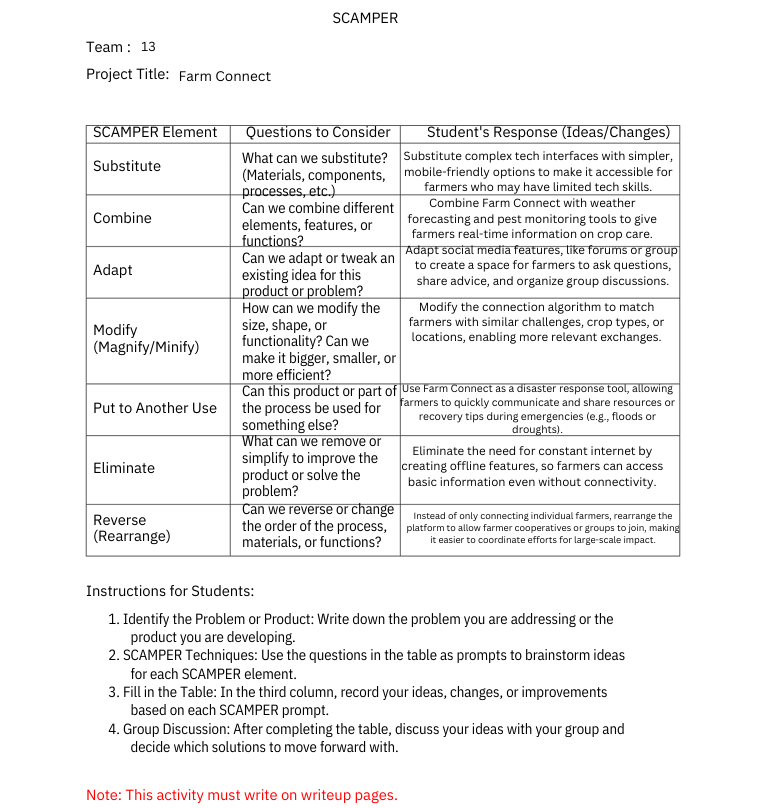 SCAMPER
Team : 13
Project Title: Farm Connect
SCAMPER Element
Questions to Consider
Student's Response (Ideas/Changes)
Substitute
What can we substitute?
(Materials, components,
processes, etc.)
Substitute complex tech interfaces with simpler,
mobile-friendly options to make it accessible for
farmers who may have limited tech skills.
Combine
Can we combine different
elements, features, or
functions?
Combine Farm Connect with weather
forecasting and pest monitoring tools to give
farmers real-time information on crop care.
Adapt
Can we adapt or tweak an
existing idea for this
product or problem?
Adapt social media features, like forums or group
to create a space for farmers to ask questions,
share advice, and organize group discussions.
Modify
(Magnify/Minify)
How can we modify the
size, shape, or
functionality? Can we
make it bigger, smaller, or
more efficient?
Modify the connection algorithm to match
farmers with similar challenges, crop types, or
locations, enabling more relevant exchanges.
Put to Another Use
Can this product or part of
the process be used for
something else?
Use Farm Connect as a disaster response tool, allowing
farmers to quickly communicate and share resources or
recovery tips during emergencies (e.g., floods or
droughts).
Eliminate
What can we remove or
simplify to improve the
product or solve the
problem?
Eliminate the need for constant internet by
creating offline features, so farmers can access
basic information even without connectivity.
Reverse
(Rearrange)
Can we reverse or change
the order of the process,
materials, or functions?
Instead of only connecting individual farmers, rearrange the
platform to allow farmer cooperatives or groups to join, making
it easier to coordinate efforts for large-scale impact.
Instructions for Students:
1. Identify the Problem or Product: Write down the problem you are addressing or the
product you are developing.
2. SCAMPER Techniques: Use the questions in the table as prompts to brainstorm ideas
for each SCAMPER element.
3. Fill in the Table: In the third column, record your ideas, changes, or improvements
based on each SCAMPER prompt.
4. Group Discussion: After completing the table, discuss your ideas with your group and
decide which solutions to move forward with.
Note: This activity must write on writeup pages.